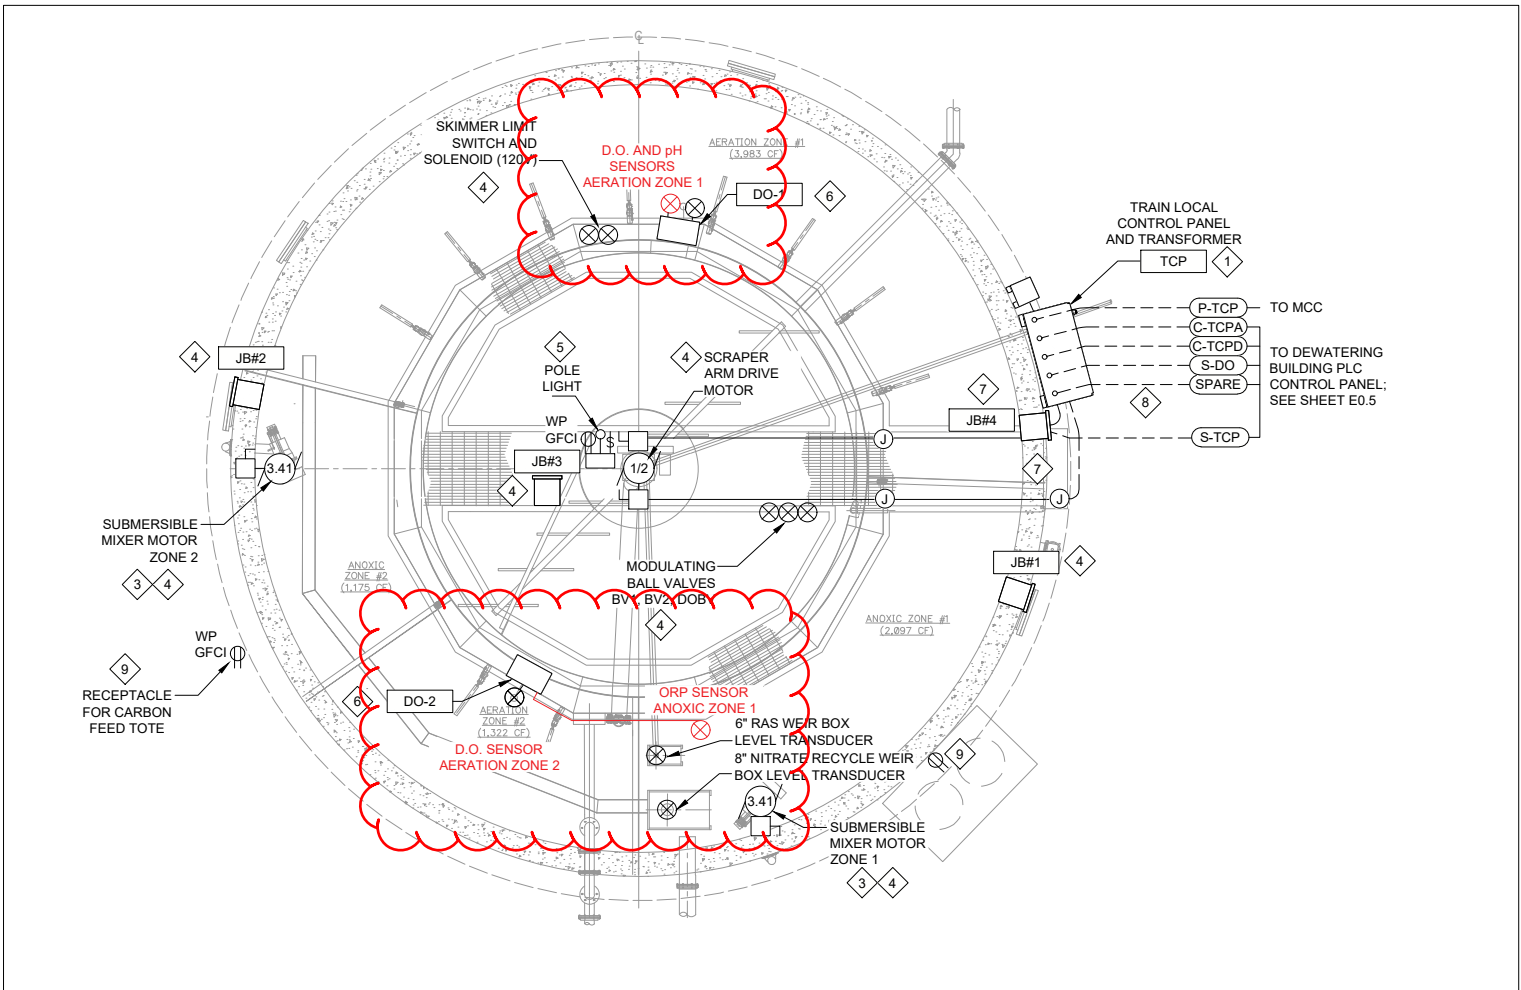 ℄
SKIMMER LIMIT
SWITCH AND
SOLENOID (120V)
4
D.O. AND pH
SENSORS
AERATION ZONE 1
AERATION ZONE #1
(3,983 CF)
DO-1
6
TRAIN LOCAL
CONTROL PANEL
AND TRANSFORMER
TCP
1
P-TCP
TO MCC
C-TCPA
C-TCPD
S-DO
SPARE
S-TCP
TO DEWATERING
BUILDING PLC
CONTROL PANEL;
SEE SHEET E0.5
8
4
JB#2
5
POLE
LIGHT
4
SCRAPER
ARM DRIVE
MOTOR
7
JB#4
WP
GFCI
S
J
JB#3
1/2
4
7
J
J
3.41
SUBMERSIBLE
MIXER MOTOR
ZONE 2
3
4
MODULATING
BALL VALVES
BV1, BV2, DOBV
4
JB#1
4
ANOXIC
ZONE #2
(1,175 CF)
ANOXIC ZONE #1
(2,097 CF)
WP
GFCI
9
RECEPTACLE
FOR CARBON
FEED TOTE
6
DO-2
AERATION
ZONE #2
(1,322 CF)
D.O. SENSOR
AERATION ZONE 2
ORP SENSOR
ANOXIC ZONE 1
6" RAS WEIR BOX
LEVEL TRANSDUCER
8" NITRATE RECYCLE WEIR
BOX LEVEL TRANSDUCER
9
3.41
SUBMERSIBLE
MIXER MOTOR
ZONE 1
3
4